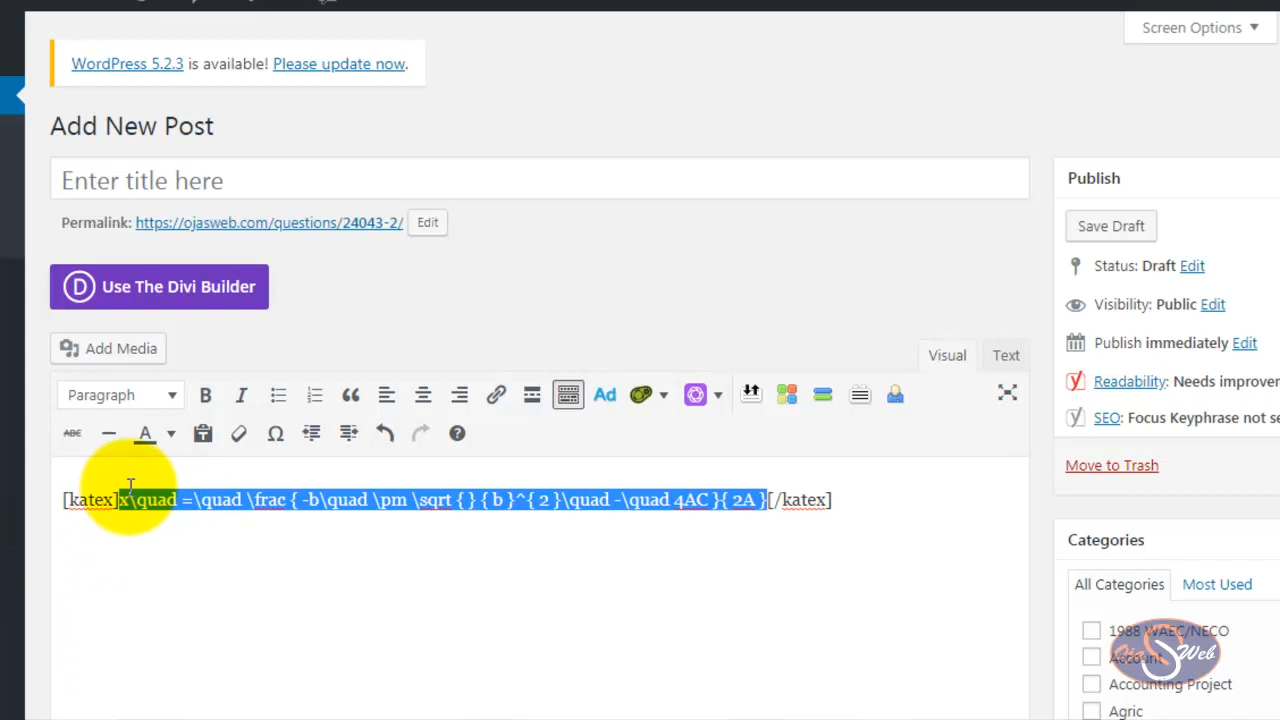 Screen Options
WordPress 5.2.3 is available! Please update now.
Add New Post
Enter title here
Publish
Permalink: https://ojasweb.com/questions/24043-2/ Edit
Save Draft
Status: Draft Edit
D Use The Divi Builder
Visibility: Public Edit
Add Media
Publish immediately Edit
Visual Text
Readability: Needs improvem
Paragraph B I Ad
SEO: Focus Keyphrase not se
ABC A Ω
Move to Trash
[katex]x\quad =\quad \frac { -b\quad \pm \sqrt { } { b }^{ 2 }\quad -\quad 4AC }{ 2A }[/katex]
Categories
All Categories Most Used
1988 WAEC/NECO
Account
Accounting Project
Agric
Web